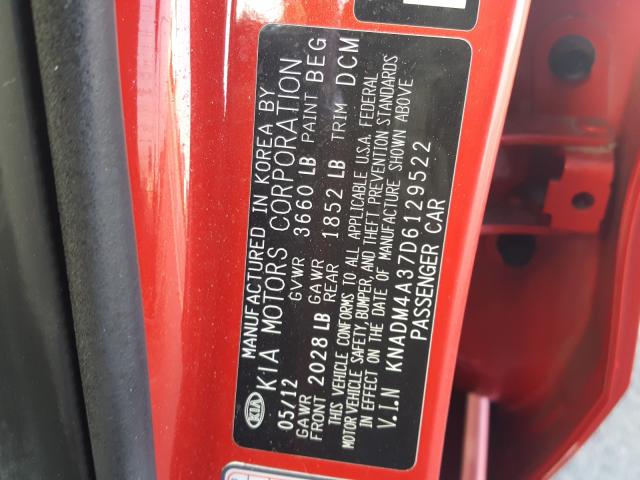 MANUFACTURED IN KOREA BY
KIA KIA MOTORS CORPORATION
05/12 GVWR 3660 LB PAINT BEG
GAWR FRONT 2028 LB GAWR REAR 1852 LB TRIM DCM
THIS VEHICLE CONFORMS TO ALL APPLICABLE U.S.A. FEDERAL
MOTOR VEHICLE SAFETY, BUMPER, AND THEFT PREVENTION STANDARDS
IN EFFECT ON THE DATE OF MANUFACTURE SHOWN ABOVE
V.I.N KNADM4A37D6129522
PASSENGER CAR